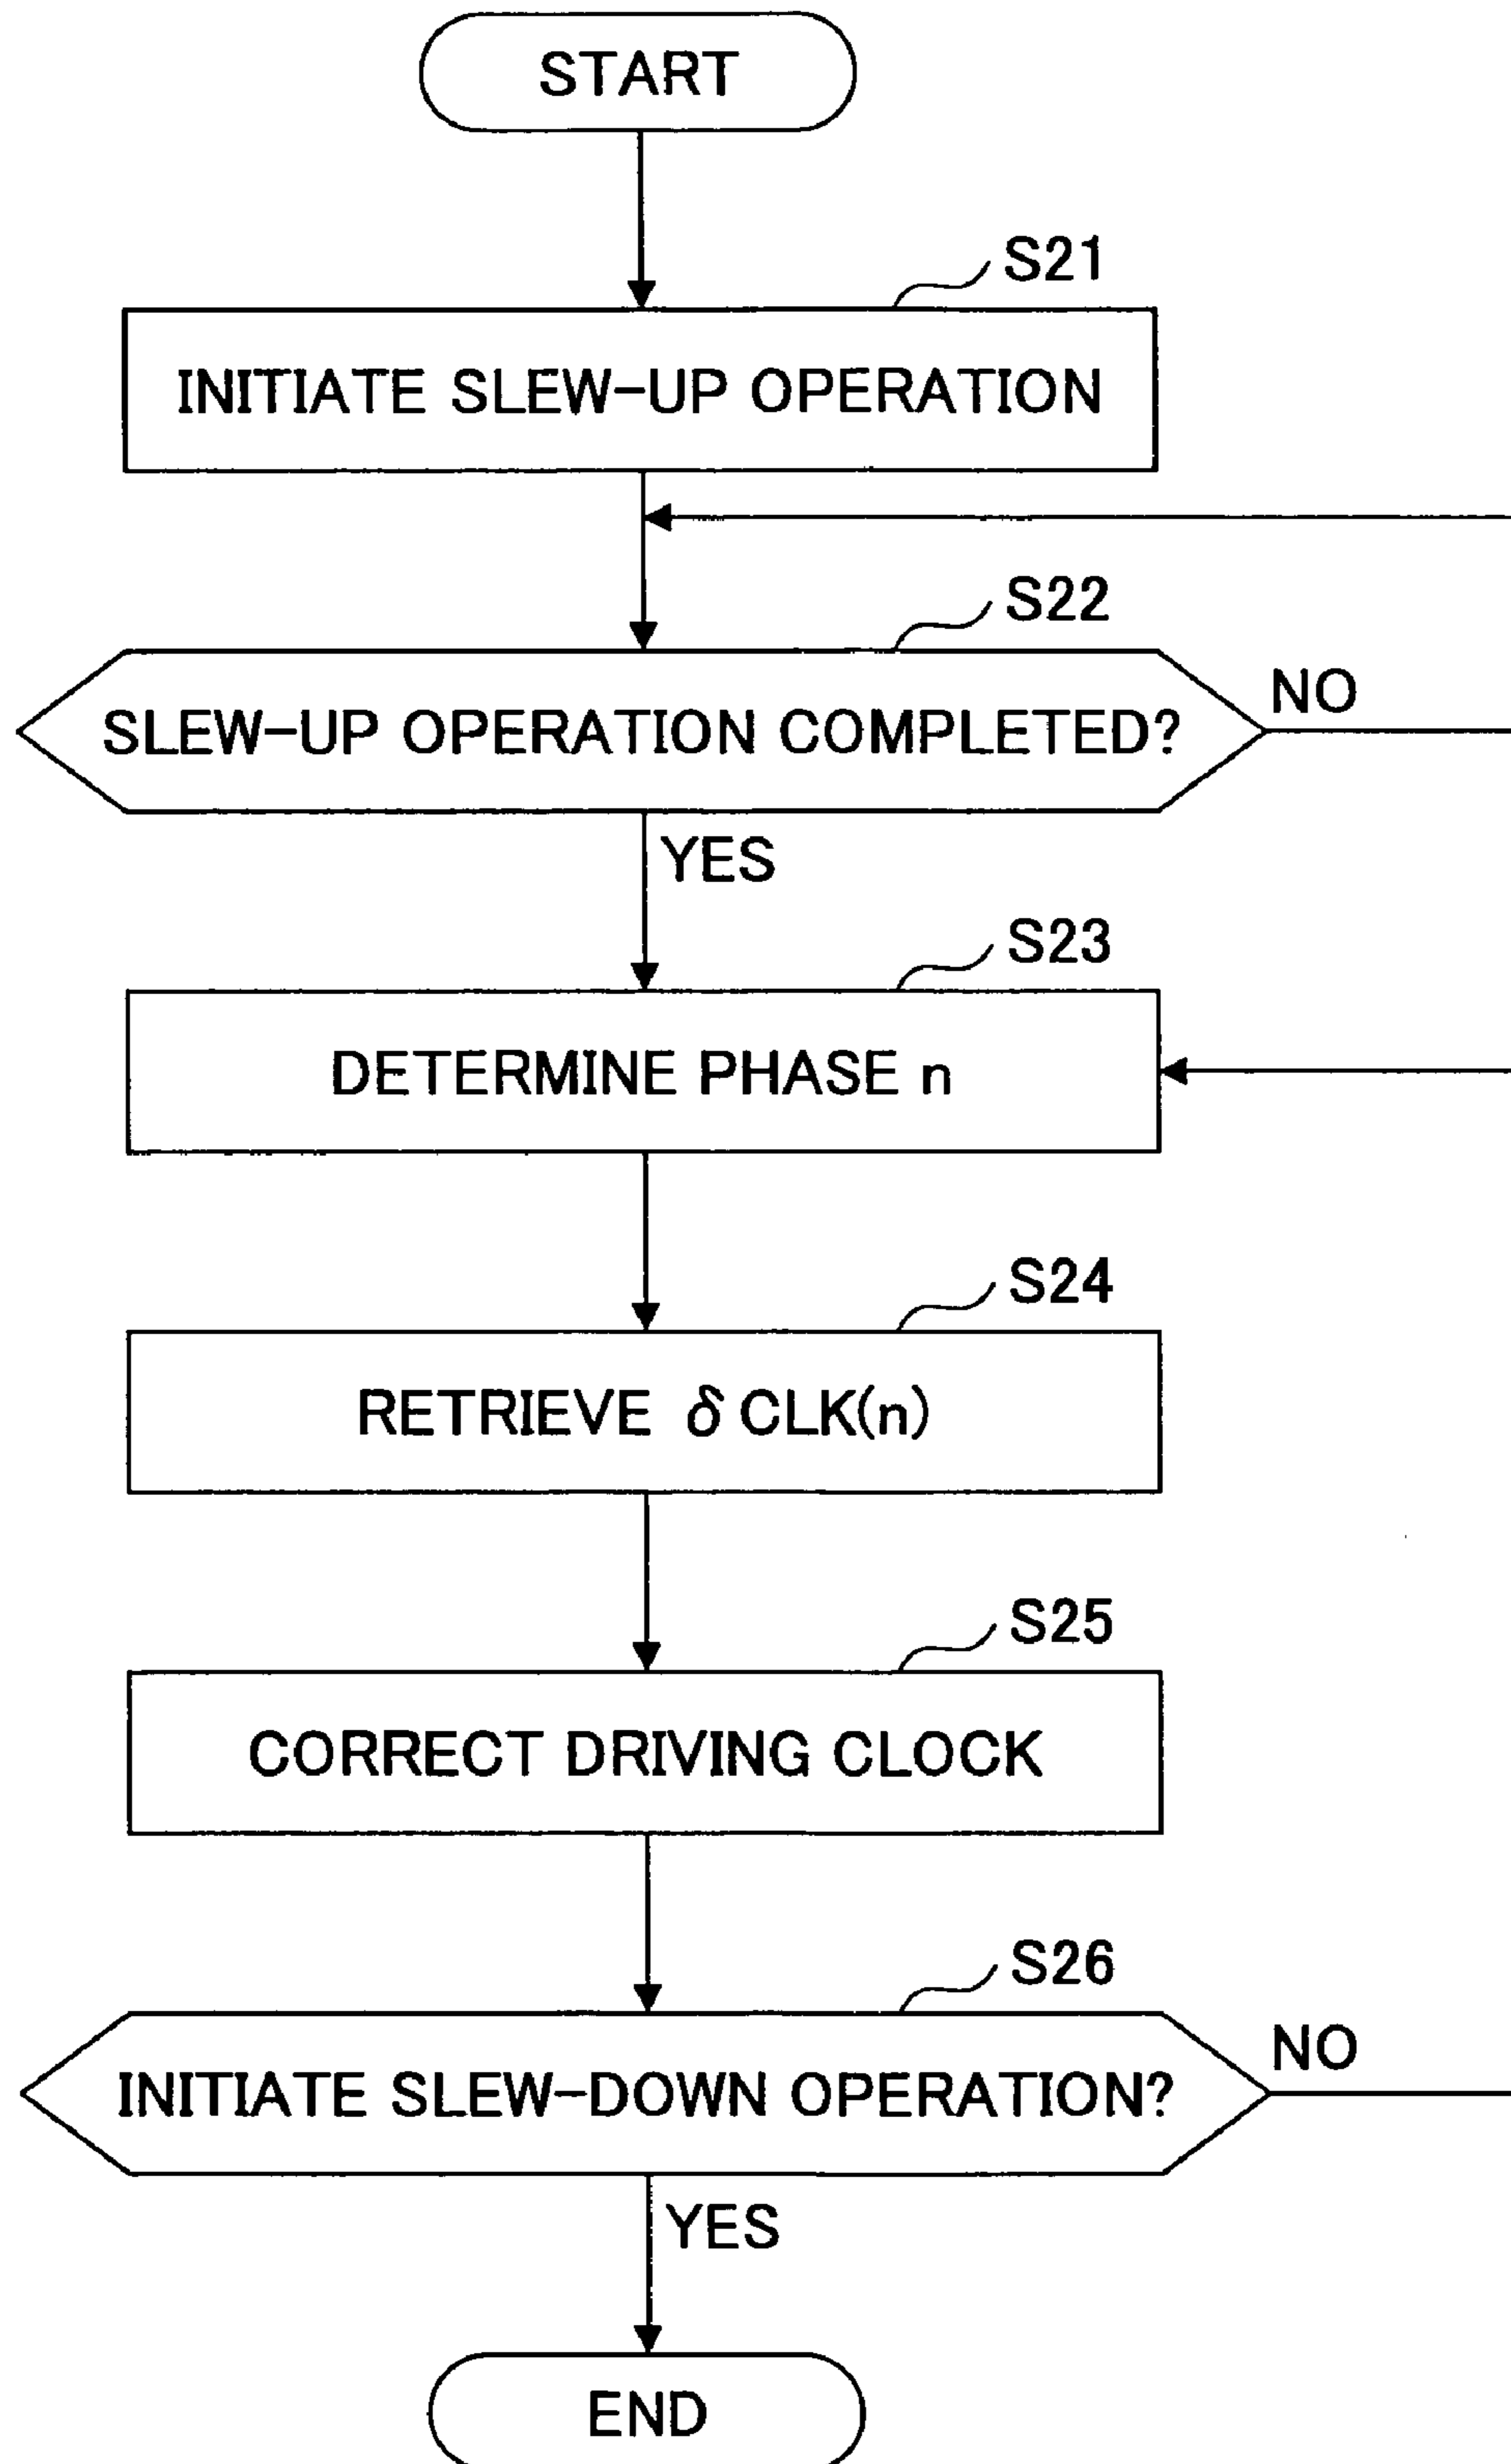 START
S21
INITIATE SLEW-UP OPERATION
S22
SLEW-UP OPERATION COMPLETED?
NO
YES
S23
DETERMINE PHASE n
S24
RETRIEVE δ CLK(n)
S25
CORRECT DRIVING CLOCK
S26
INITIATE SLEW-DOWN OPERATION?
NO
YES
END